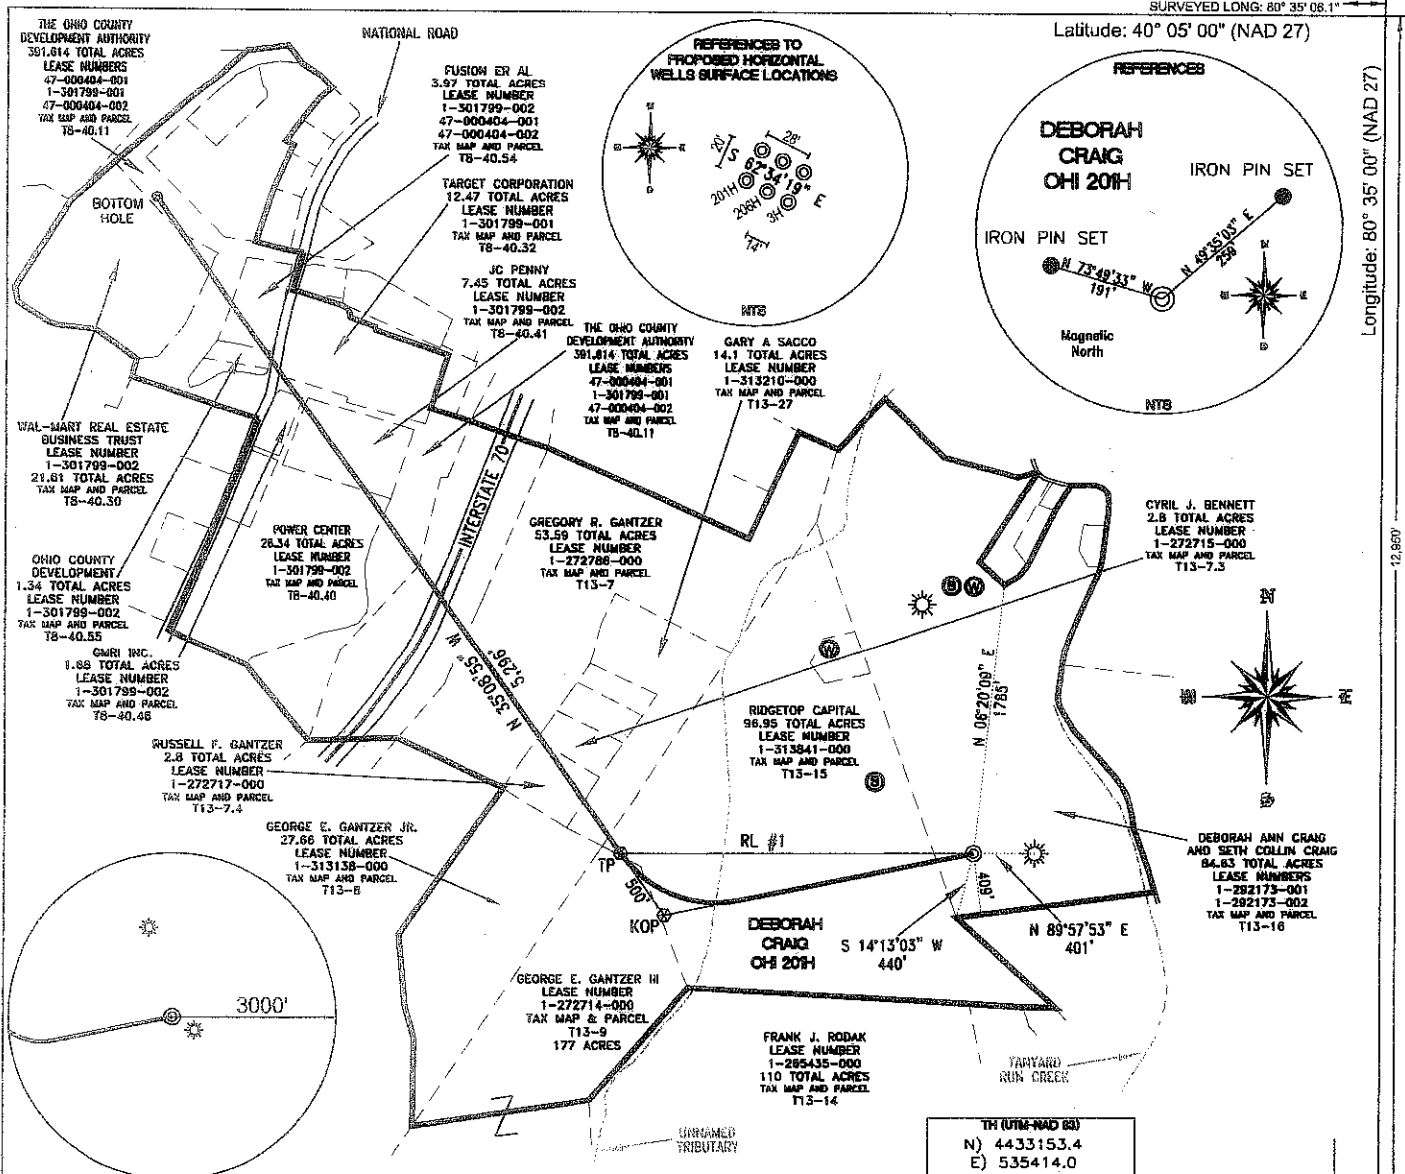 SURVEYED LONG: 80° 35' 06.1"
Latitude: 40° 05' 00" (NAD 27)
Longitude: 80° 35' 00" (NAD 27)
12,960'
THE OHIO COUNTY
DEVELOPMENT AUTHORITY
391.614 TOTAL ACRES
LEASE NUMBERS
47-000404-001
1-301799-001
47-000404-002
TAX MAP AND PARCEL
T8-40.11
NATIONAL ROAD
FUSION ER AL
3.97 TOTAL ACRES
LEASE NUMBER
1-301799-002
47-000404-001
47-000404-002
TAX MAP AND PARCEL
T8-40.54
REFERENCES TO
PROPOSED HORIZONTAL
WELLS SURFACE LOCATIONS
N
S
28'
20'
S 62°34'19" E
201H
206H
3H
14'
NTS
REFERENCES
DEBORAH
CRAIG
OHI 201H
IRON PIN SET
IRON PIN SET
N 49°35'03" E
259'
N 73°49'33" W
191'
Magnetic
North
NTS
BOTTOM
HOLE
TARGET CORPORATION
12.47 TOTAL ACRES
LEASE NUMBER
1-301799-001
TAX MAP AND PARCEL
T8-40.32
JC PENNY
7.45 TOTAL ACRES
LEASE NUMBER
1-301799-002
TAX MAP AND PARCEL
T8-40.41
THE OHIO COUNTY
DEVELOPMENT AUTHORITY
391.614 TOTAL ACRES
LEASE NUMBERS
47-000404-001
1-301799-001
47-000404-002
TAX MAP AND PARCEL
T8-40.11
GARY A SACCO
14.1 TOTAL ACRES
LEASE NUMBER
1-313210-000
TAX MAP AND PARCEL
T13-27
WAL-MART REAL ESTATE
BUSINESS TRUST
LEASE NUMBER
1-301799-002
21.61 TOTAL ACRES
TAX MAP AND PARCEL
T8-40.30
INTERSTATE 70
POWER CENTER
26.34 TOTAL ACRES
LEASE NUMBER
1-301799-002
TAX MAP AND PARCEL
T8-40.40
GREGORY R. GANTZER
53.59 TOTAL ACRES
LEASE NUMBER
1-272786-000
TAX MAP AND PARCEL
T13-7
CYRIL J. BENNETT
2.8 TOTAL ACRES
LEASE NUMBER
1-272715-000
TAX MAP AND PARCEL
T13-7.3
OHIO COUNTY
DEVELOPMENT
1.34 TOTAL ACRES
LEASE NUMBER
1-301799-002
TAX MAP AND PARCEL
T8-40.55
S W
W
N
S
GMRI INC.
1.88 TOTAL ACRES
LEASE NUMBER
1-301799-002
TAX MAP AND PARCEL
T8-40.46
N 35°08'55" W
5,296'
N 06°20'09" E
1785'
RIDGETOP CAPITAL
96.95 TOTAL ACRES
LEASE NUMBER
1-313841-000
TAX MAP AND PARCEL
T13-15
S
RUSSELL F. GANTZER
2.8 TOTAL ACRES
LEASE NUMBER
1-272717-000
TAX MAP AND PARCEL
T13-7.4
GEORGE E. GANTZER JR.
27.66 TOTAL ACRES
LEASE NUMBER
1-313138-000
TAX MAP AND PARCEL
T13-8
RL #1
TP
500'
KOP
409'
DEBORAH ANN CRAIG
AND SETH COLLIN CRAIG
84.63 TOTAL ACRES
LEASE NUMBERS
1-292173-001
1-292173-002
TAX MAP AND PARCEL
T13-16
DEBORAH
CRAIG
OHI 201H
S 14°13'03" W
440'
N 89°57'53" E
401'
3000'
GEORGE E. GANTZER III
LEASE NUMBER
1-272714-000
TAX MAP & PARCEL
T13-9
177 ACRES
FRANK J. RODAK
LEASE NUMBER
1-265435-000
110 TOTAL ACRES
TAX MAP AND PARCEL
T13-14
TANYARD
RUN CREEK
UNNAMED
TRIBUTARY
TH (UTM-NAD 83)
N) 4433153.4
E) 535414.0